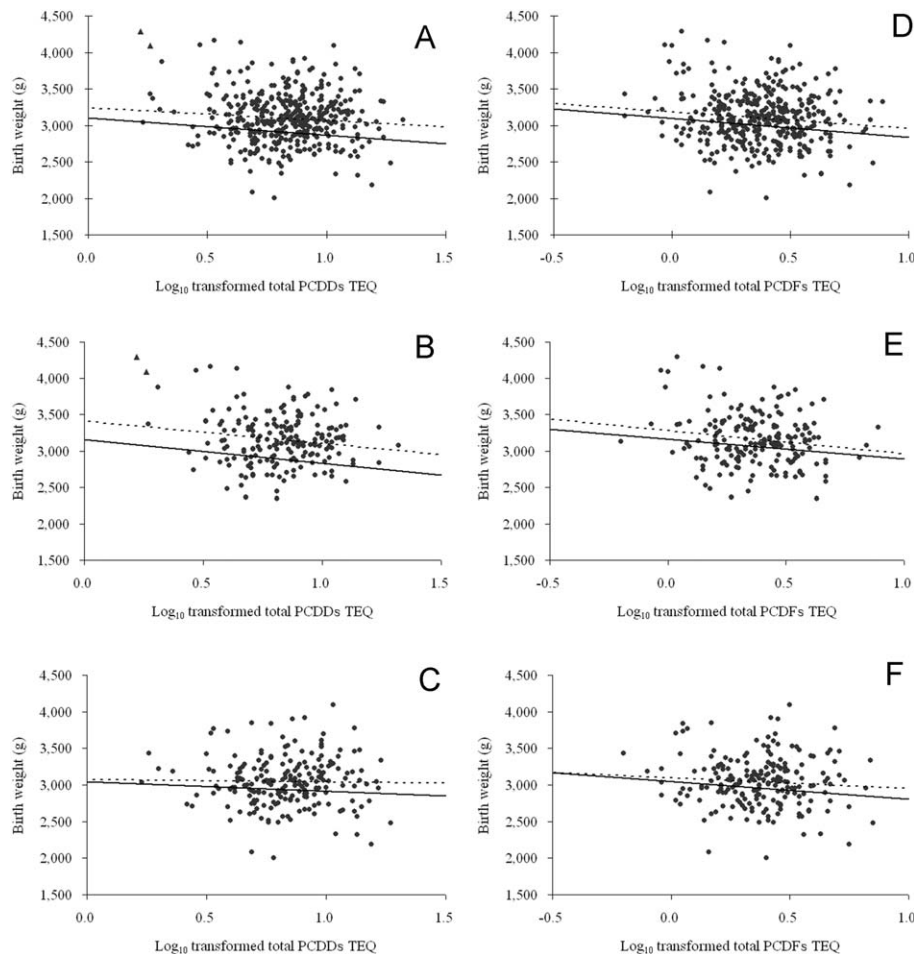 A
Birth weight (g)
4,500
4,000
3,500
3,000
2,500
2,000
1,500
0.0 0.5 1.0 1.5
Log10 transformed total PCDDs TEQ
D
Birth weight (g)
4,500
4,000
3,500
3,000
2,500
2,000
1,500
-0.5 0.0 0.5 1.0
Log10 transformed total PCDFs TEQ
B
Birth weight (g)
4,500
4,000
3,500
3,000
2,500
2,000
1,500
0.0 0.5 1.0 1.5
Log10 transformed total PCDDs TEQ
E
Birth weight (g)
4,500
4,000
3,500
3,000
2,500
2,000
1,500
-0.5 0.0 0.5 1.0
Log10 transformed total PCDFs TEQ
C
Birth weight (g)
4,500
4,000
3,500
3,000
2,500
2,000
1,500
0.0 0.5 1.0 1.5
Log10 transformed total PCDDs TEQ
F
Birth weight (g)
4,500
4,000
3,500
3,000
2,500
2,000
1,500
-0.5 0.0 0.5 1.0
Log10 transformed total PCDFs TEQ